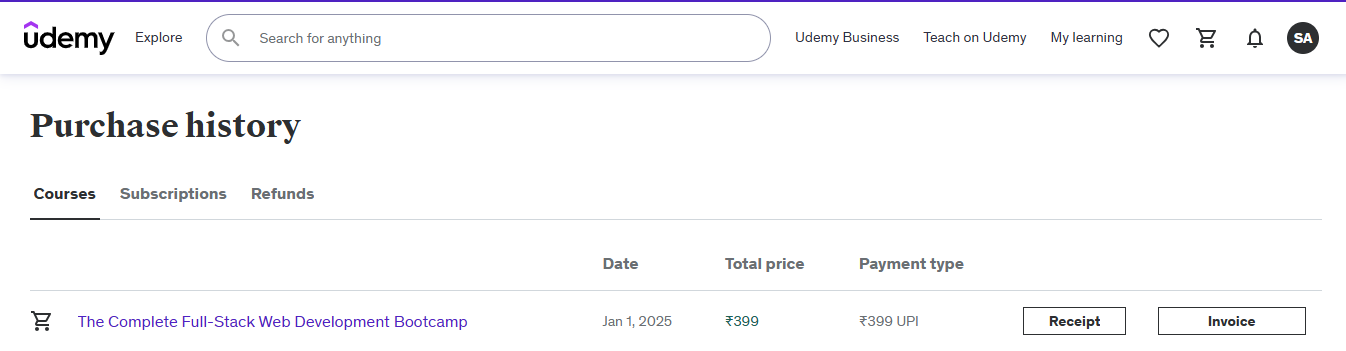 udemy Explore Search for anything Udemy Business Teach on Udemy My learning SA
Purchase history
Courses Subscriptions Refunds
Date Total price Payment type
The Complete Full-Stack Web Development Bootcamp Jan 1, 2025 ₹399 ₹399 UPI Receipt Invoice